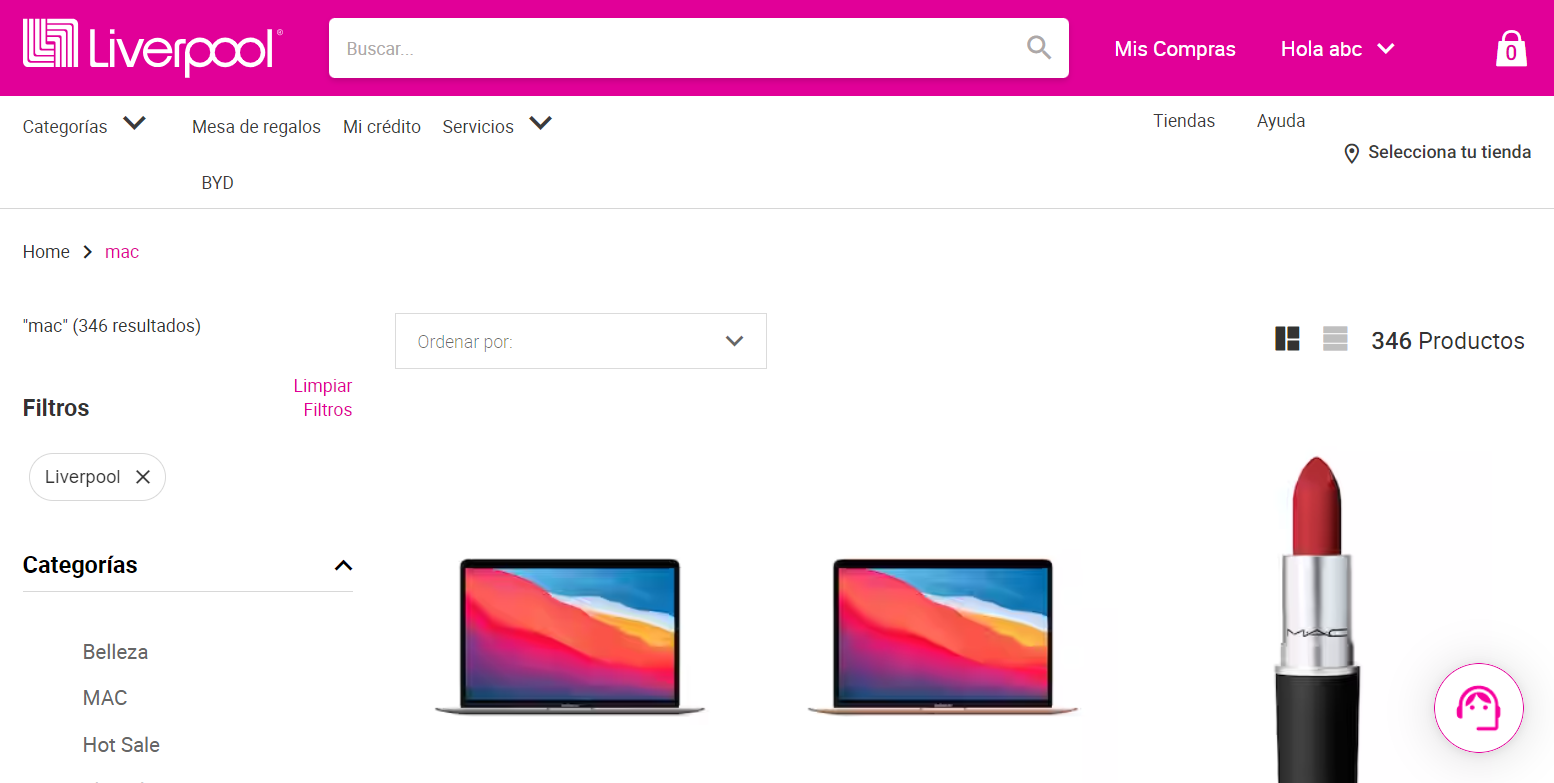 Liverpool®
Buscar...
Mis Compras
Hola abc
0
Categorías
Mesa de regalos
Mi crédito
Servicios
Tiendas
Ayuda
Selecciona tu tienda
BYD
Home
mac
"mac" (346 resultados)
Ordenar por:
346 Productos
Filtros
Limpiar
Filtros
Liverpool
Categorías
Belleza
MAC
Hot Sale
MAC